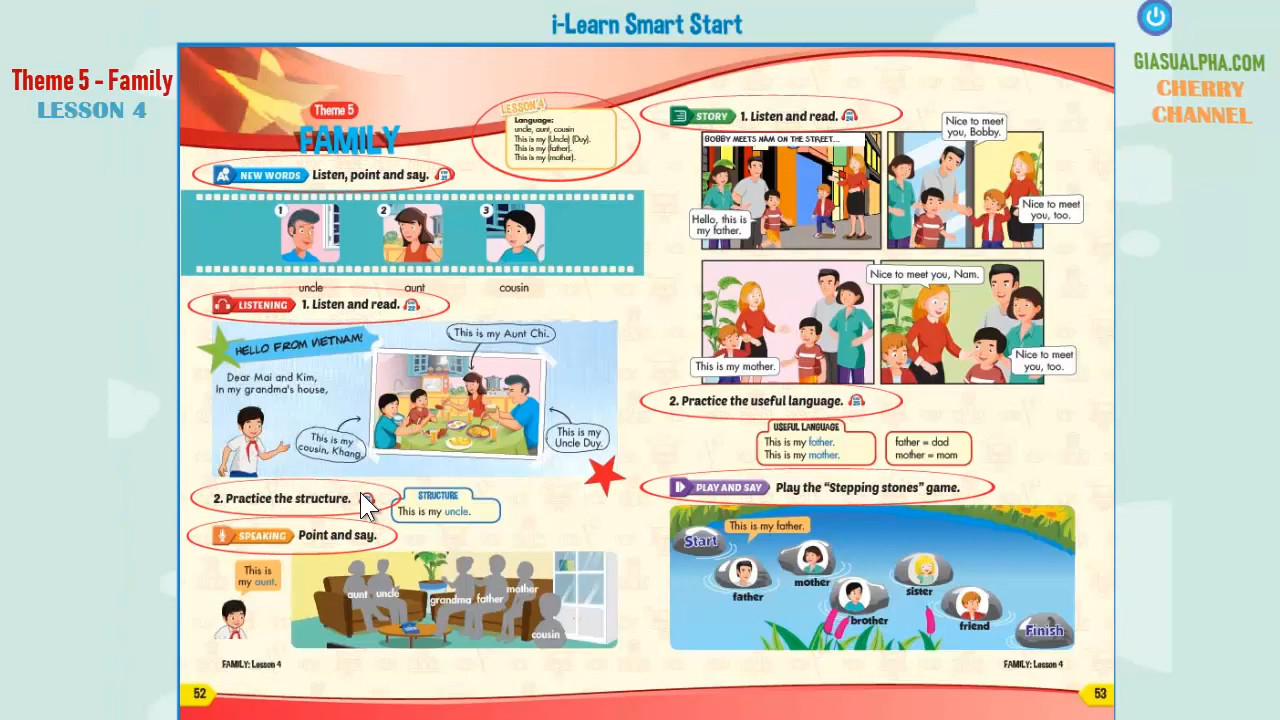 i-Learn Smart Start
Theme 5 - Family
LESSON 4
GIASUALPHA.COM
CHERRY
CHANNEL
Theme 5
FAMILY
LESSON 4
Language:
uncle, aunt, cousin
This is my (Uncle) (Duy).
This is my (father).
This is my (mother).
NEW WORDS Listen, point and say.
1
2
3
uncle
aunt
cousin
LISTENING 1. Listen and read.
HELLO FROM VIETNAM!
Dear Mai and Kim,
In my grandma's house,
This is my Aunt Chi.
This is my
cousin, Khang.
This is my
Uncle Duy.
2. Practice the structure.
STRUCTURE
This is my uncle.
SPEAKING Point and say.
This is
my aunt.
aunt
uncle
grandma
father
mother
cousin
FAMILY: Lesson 4
52
STORY 1. Listen and read.
BOBBY MEETS NAM ON THE STREET...
Hello, this is
my father.
Nice to meet
you, Bobby.
Nice to meet
you, too.
This is my mother.
Nice to meet you, Nam.
Nice to meet
you, too.
2. Practice the useful language.
USEFUL LANGUAGE
This is my father.
This is my mother.
father = dad
mother = mom
PLAY AND SAY Play the “Stepping stones” game.
Start
This is my father.
father
mother
brother
sister
friend
Finish
FAMILY: Lesson 4
53